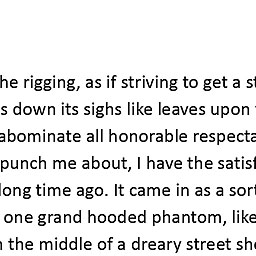 he rigging, as if striving to get a st
s down its sighs like leaves upon
abominate all honorable respecta
punch me about, I have the satisf
long time ago. It came in as a sort
one grand hooded phantom, like
n the middle of a dreary street she